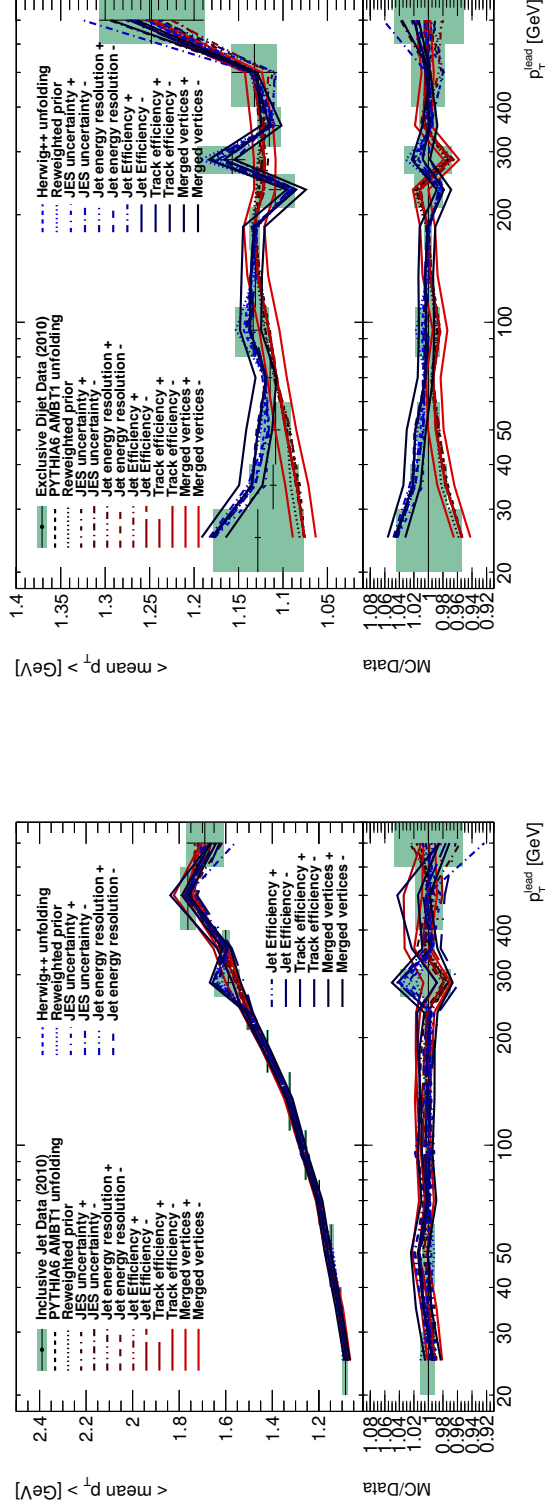 < mean pT > [GeV]
2.4
2.2
2
1.8
1.6
1.4
1.2
Inclusive Jet Data (2010)
PYTHIA6 AMBT1 unfolding
Reweighted prior
JES uncertainty +
JES uncertainty -
Jet energy resolution +
Jet energy resolution -
Jet Efficiency +
Jet Efficiency -
Track efficiency +
Track efficiency -
Merged vertices +
Merged vertices -
Herwig++ unfolding
Reweighted prior
JES uncertainty +
JES uncertainty -
Jet energy resolution +
Jet energy resolution -
Jet Efficiency +
Jet Efficiency -
Track efficiency +
Track efficiency -
Merged vertices +
Merged vertices -
MC/Data
1.08
1.06
1.04
1.02
1
0.98
0.96
0.94
0.92
20 30 40 50 100 200 300 400
pT^lead [GeV]
< mean pT > [GeV]
1.4
1.35
1.3
1.25
1.2
1.15
1.1
1.05
Exclusive Dijet Data (2010)
PYTHIA6 AMBT1 unfolding
Reweighted prior
JES uncertainty +
JES uncertainty -
Jet energy resolution +
Jet energy resolution -
Jet Efficiency +
Jet Efficiency -
Track efficiency +
Track efficiency -
Merged vertices +
Merged vertices -
Herwig++ unfolding
Reweighted prior
JES uncertainty +
JES uncertainty -
Jet energy resolution +
Jet energy resolution -
Jet Efficiency +
Jet Efficiency -
Track efficiency +
Track efficiency -
Merged vertices +
Merged vertices -
MC/Data
1.08
1.06
1.04
1.02
1
0.98
0.96
0.94
0.92
20 30 40 50 100 200 300 400
pT^lead [GeV]